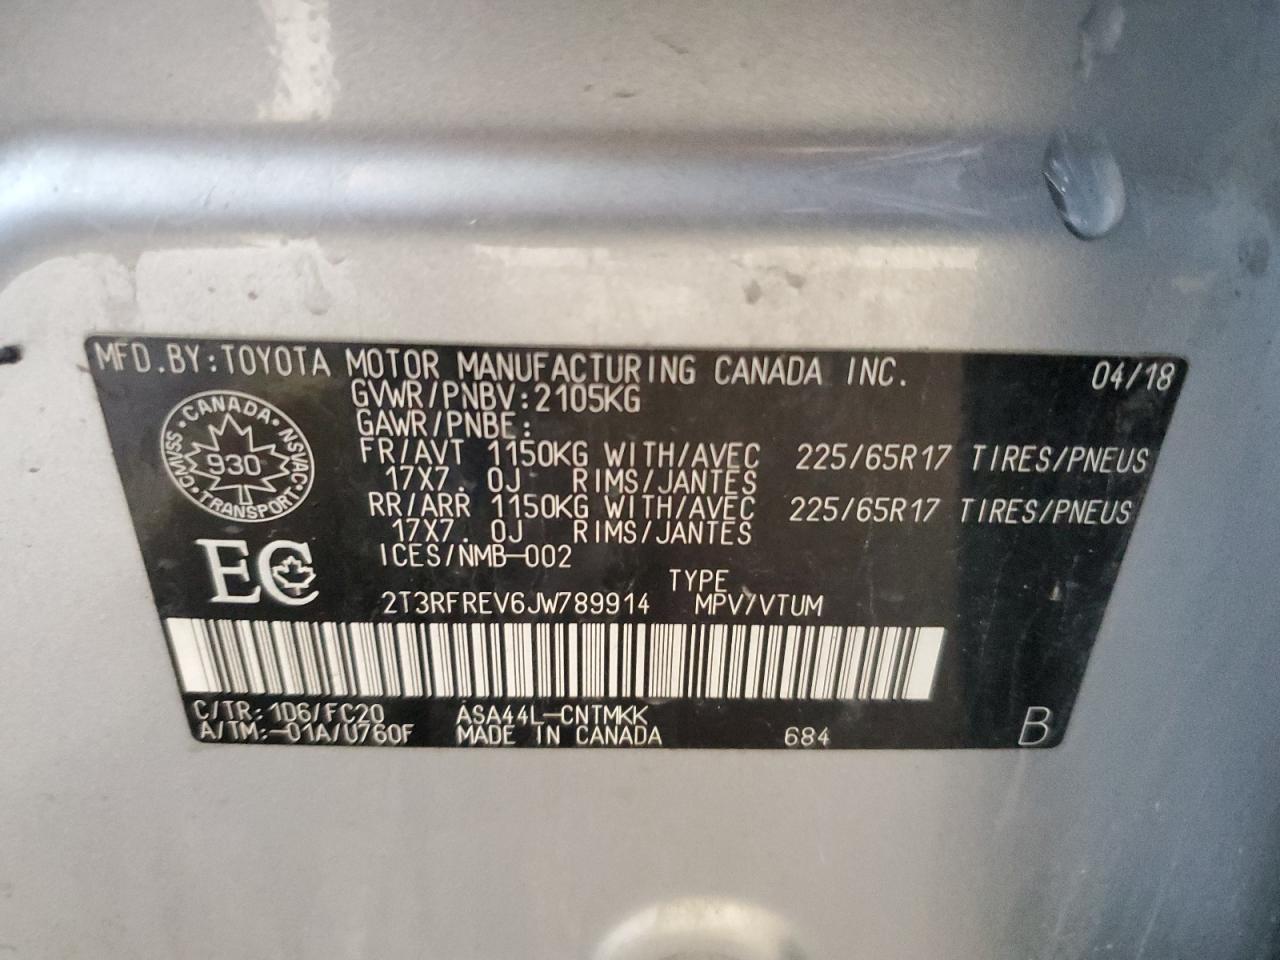 MFD.BY:TOYOTA MOTOR MANUFACTURING CANADA INC. 04/18
GVWR/PNBV:2105KG
GAWR/PNBE:
FR/AVT 1150KG WITH/AVEC 225/65R17 TIRES/PNEUS
17X7. 0J RIMS/JANTES
RR/ARR 1150KG WITH/AVEC 225/65R17 TIRES/PNEUS
17X7. 0J RIMS/JANTES
ICES/NMB-002
CANADA
CMVSS 930 NSVAC
TRANSPORT
EC
TYPE
2T3RFREV6JW789914 MPV/VTUM
C/TR: 1D6/FC20 ASA44L-CNTMKK
A/TM:-01A/U760F MADE IN CANADA 684 B